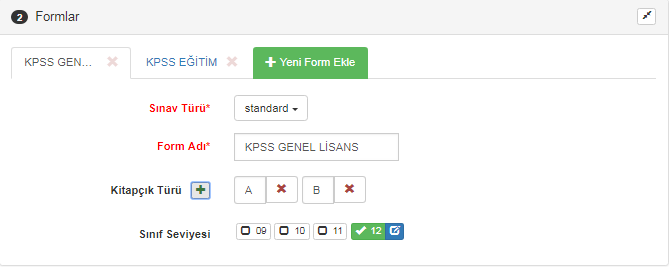 2 Formlar
KPSS GEN... KPSS EĞİTİM Yeni Form Ekle
Sınav Türü* standard
Form Adı* KPSS GENEL LİSANS
Kitapçık Türü A B
Sınıf Seviyesi 09 10 11 12